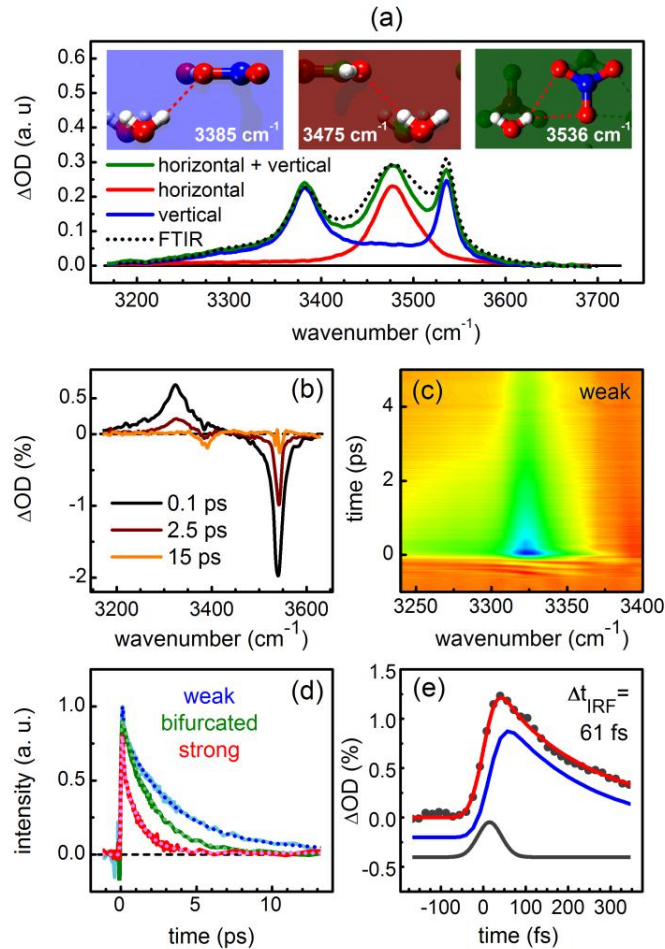 (a)
ΔOD (a. u)
0.6
0.5
0.4
0.3
0.2
0.1
0.0
3385 cm⁻¹
3475 cm⁻¹
3536 cm⁻¹
horizontal + vertical
horizontal
vertical
FTIR
3200 3300 3400 3500 3600 3700
wavenumber (cm⁻¹)
(b)
ΔOD (%)
0.5
0
-1
-2
0.1 ps
2.5 ps
15 ps
3200 3400 3600
wavenumber (cm⁻¹)
(c)
weak
time (ps)
4
2
0
3250 3300 3350 3400
wavenumber (cm⁻¹)
(d)
intensity (a. u.)
1.0
0.5
0.0
weak
bifurcated
strong
0 5 10
time (ps)
(e)
ΔOD (%)
1.5
1.0
0.5
0.0
-0.5
Δt_IRF=
61 fs
-100 0 100 200 300
time (fs)